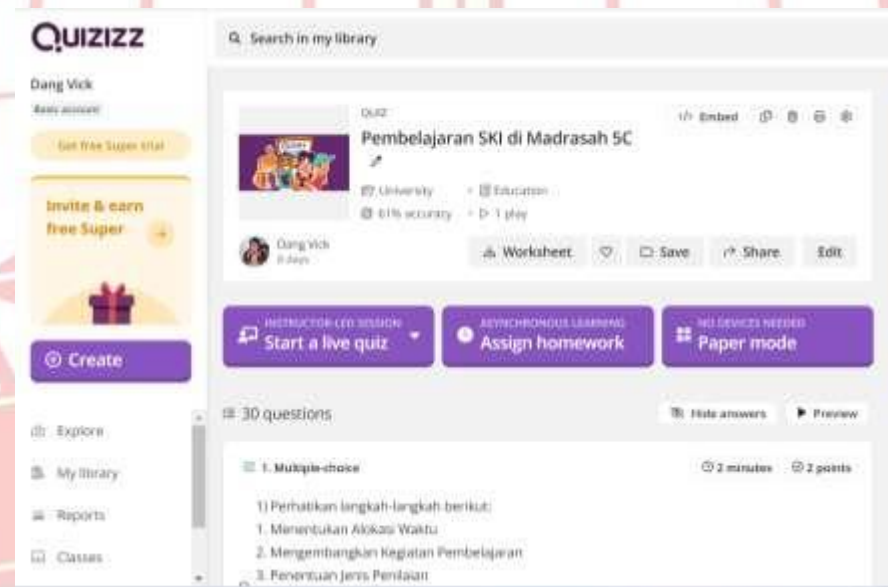 QUIZIZZ
Search in my library
Dang Vick
Basic account
Get free Super trial
Invite & earn
free Super
Create
Explore
My library
Reports
Classes
QUIZ
Embed
Pembelajaran SKI di Madrasah 5C
University
Education
61% accuracy
1 play
Dang Vick
Worksheet
Save
Share
Edit
INSTRUCTOR-LED SESSION
Start a live quiz
ASYNCHRONOUS LEARNING
Assign homework
NO DEVICES NEEDED
Paper mode
30 questions
Hide answers
Preview
1. Multiple-choice
2 minutes
2 points
1) Perhatikan langkah-langkah berikut:
1. Menentukan Alokasi Waktu
2. Mengembangkan Kegiatan Pembelajaran
3. Penentuan Jenis Penilaian